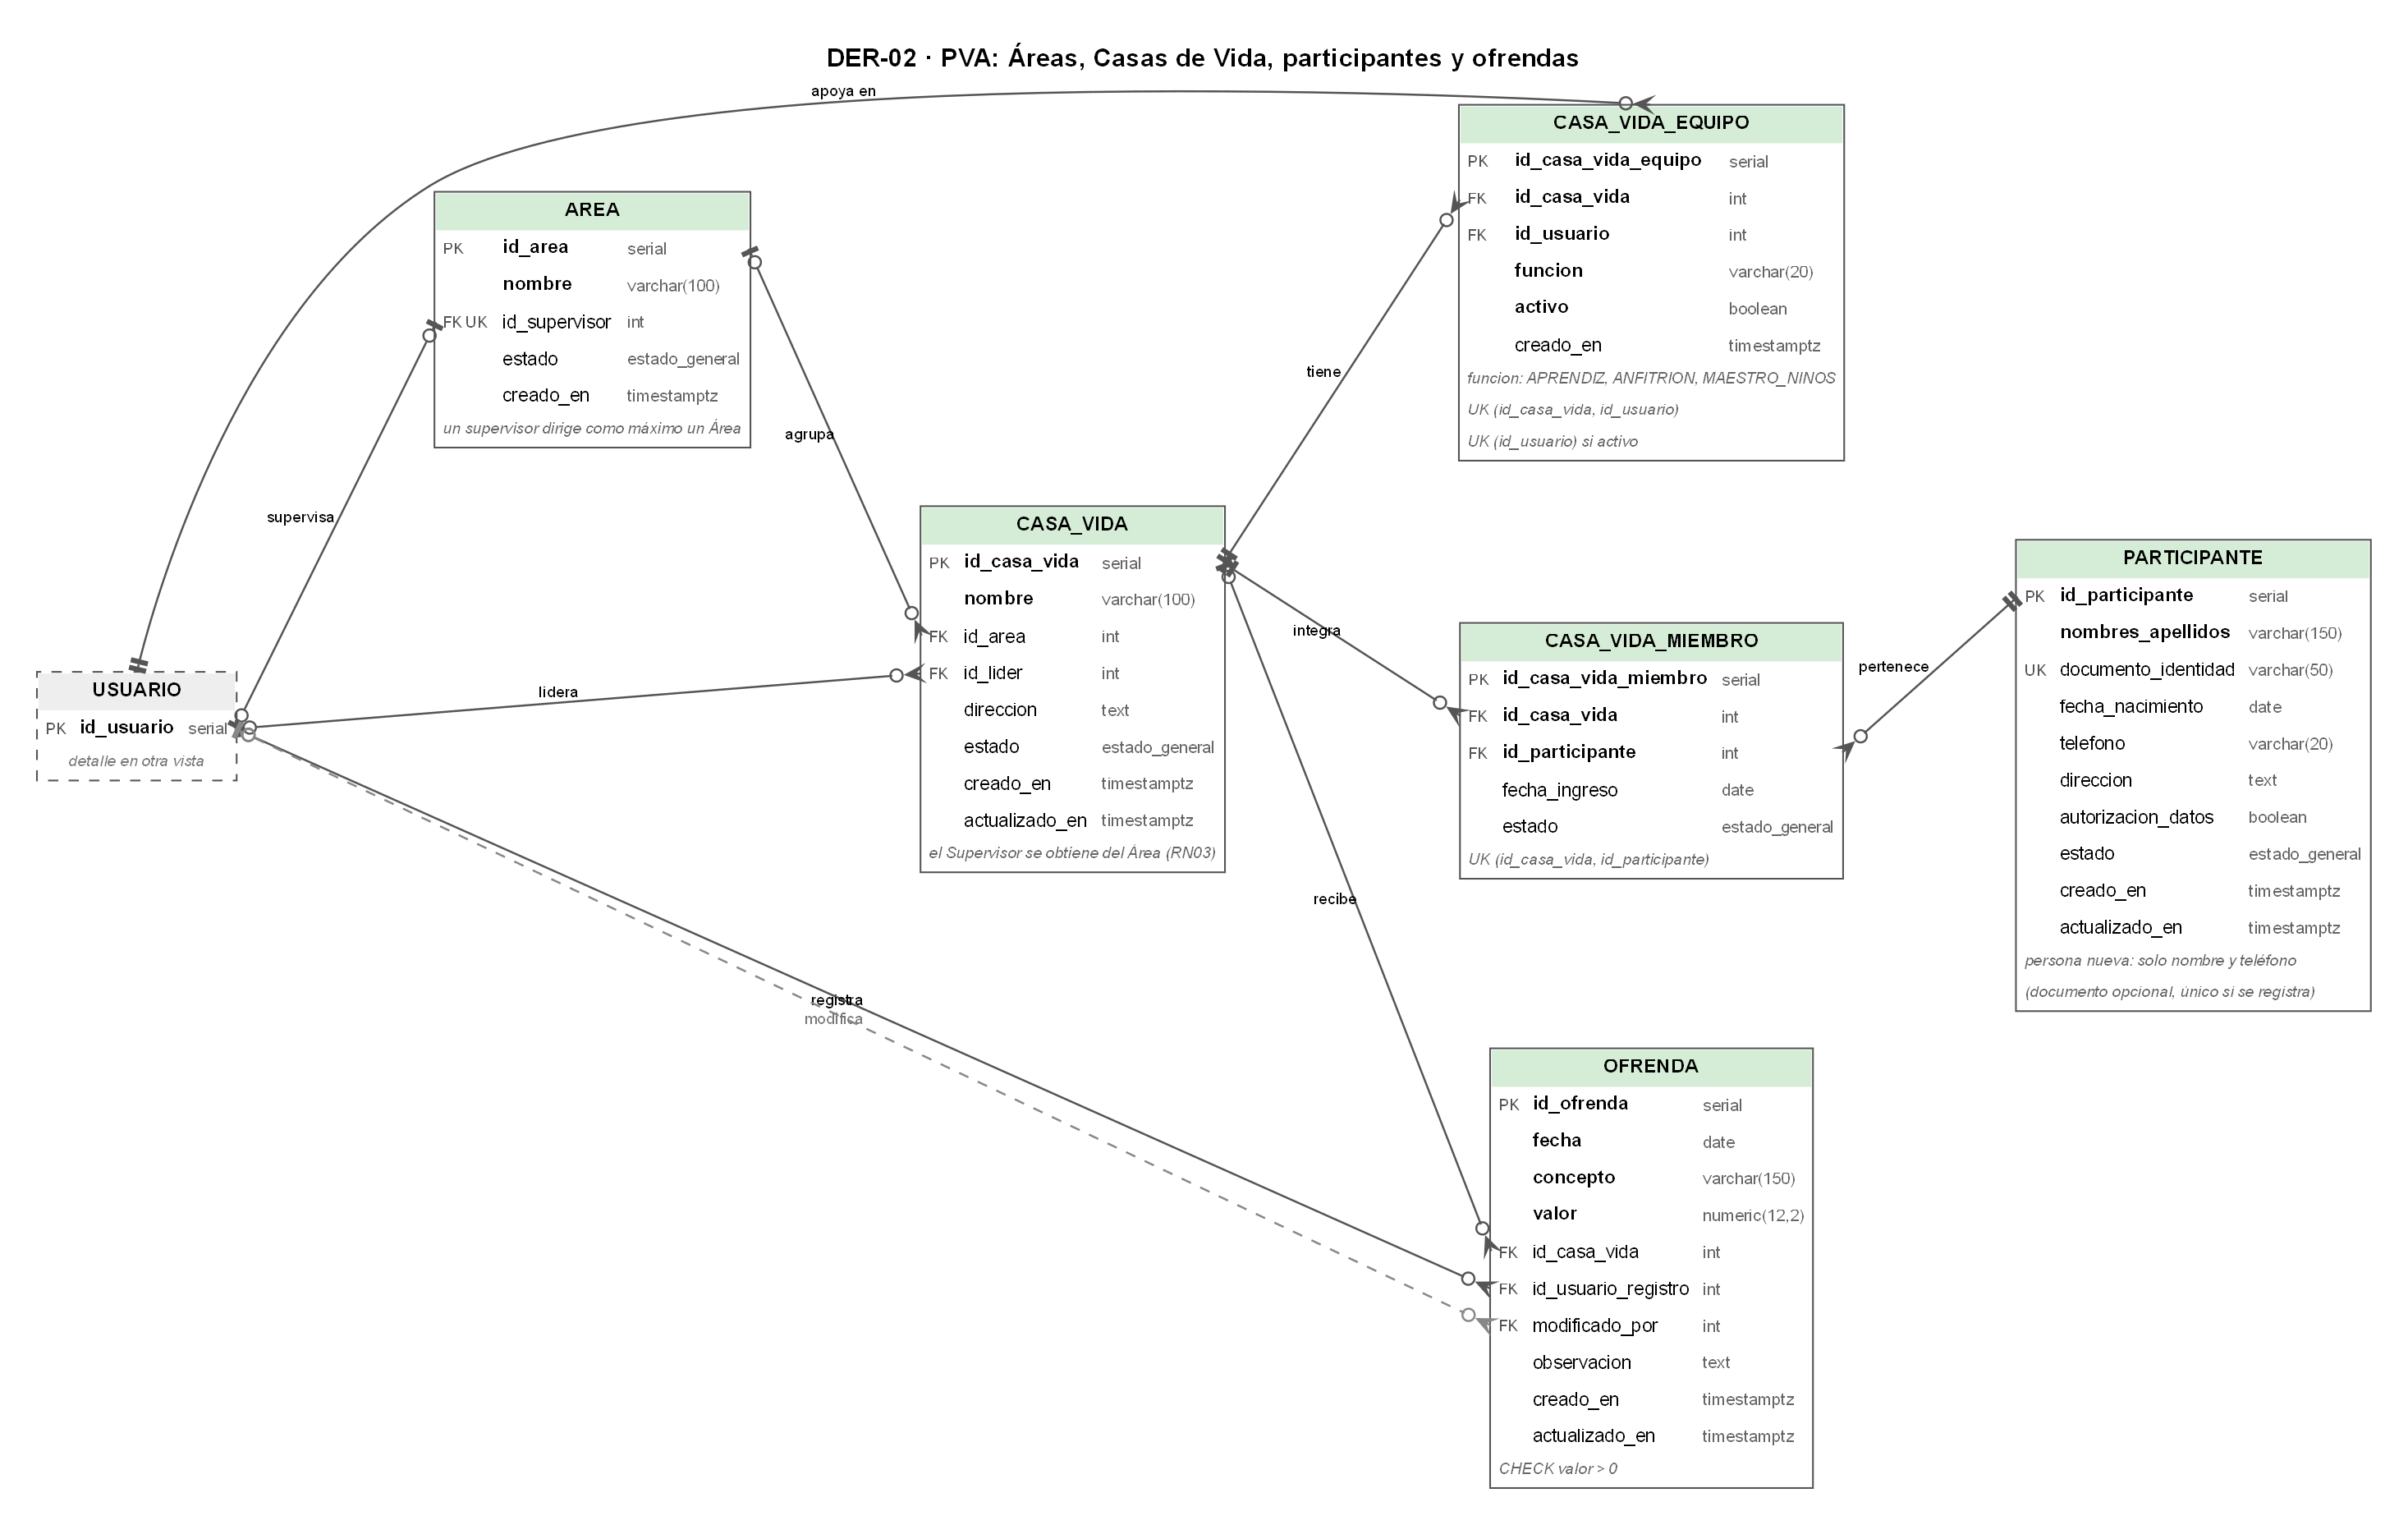 DER-02 · PVA: Áreas, Casas de Vida, participantes y ofrendas
apoya en
CASA_VIDA_EQUIPO
PK id_casa_vida_equipo serial
FK id_casa_vida int
FK id_usuario int
funcion varchar(20)
activo boolean
creado_en timestamptz
funcion: APRENDIZ, ANFITRION, MAESTRO_NINOS
UK (id_casa_vida, id_usuario)
UK (id_usuario) si activo
AREA
PK id_area serial
nombre varchar(100)
FK UK id_supervisor int
estado estado_general
creado_en timestamptz
un supervisor dirige como máximo un Área
tiene
agrupa
supervisa
CASA_VIDA
PK id_casa_vida serial
nombre varchar(100)
FK id_area int
FK id_lider int
direccion text
estado estado_general
creado_en timestamptz
actualizado_en timestamptz
el Supervisor se obtiene del Área (RN03)
PARTICIPANTE
PK id_participante serial
nombres_apellidos varchar(150)
UK documento_identidad varchar(50)
fecha_nacimiento date
telefono varchar(20)
direccion text
autorizacion_datos boolean
estado estado_general
creado_en timestamptz
actualizado_en timestamptz
persona nueva: solo nombre y teléfono
(documento opcional, único si se registra)
integra
CASA_VIDA_MIEMBRO
PK id_casa_vida_miembro serial
FK id_casa_vida int
FK id_participante int
fecha_ingreso date
estado estado_general
UK (id_casa_vida, id_participante)
pertenece
USUARIO
PK id_usuario serial
detalle en otra vista
lidera
recibe
registra
modifica
OFRENDA
PK id_ofrenda serial
fecha date
concepto varchar(150)
valor numeric(12,2)
FK id_casa_vida int
FK id_usuario_registro int
FK modificado_por int
observacion text
creado_en timestamptz
actualizado_en timestamptz
CHECK valor > 0